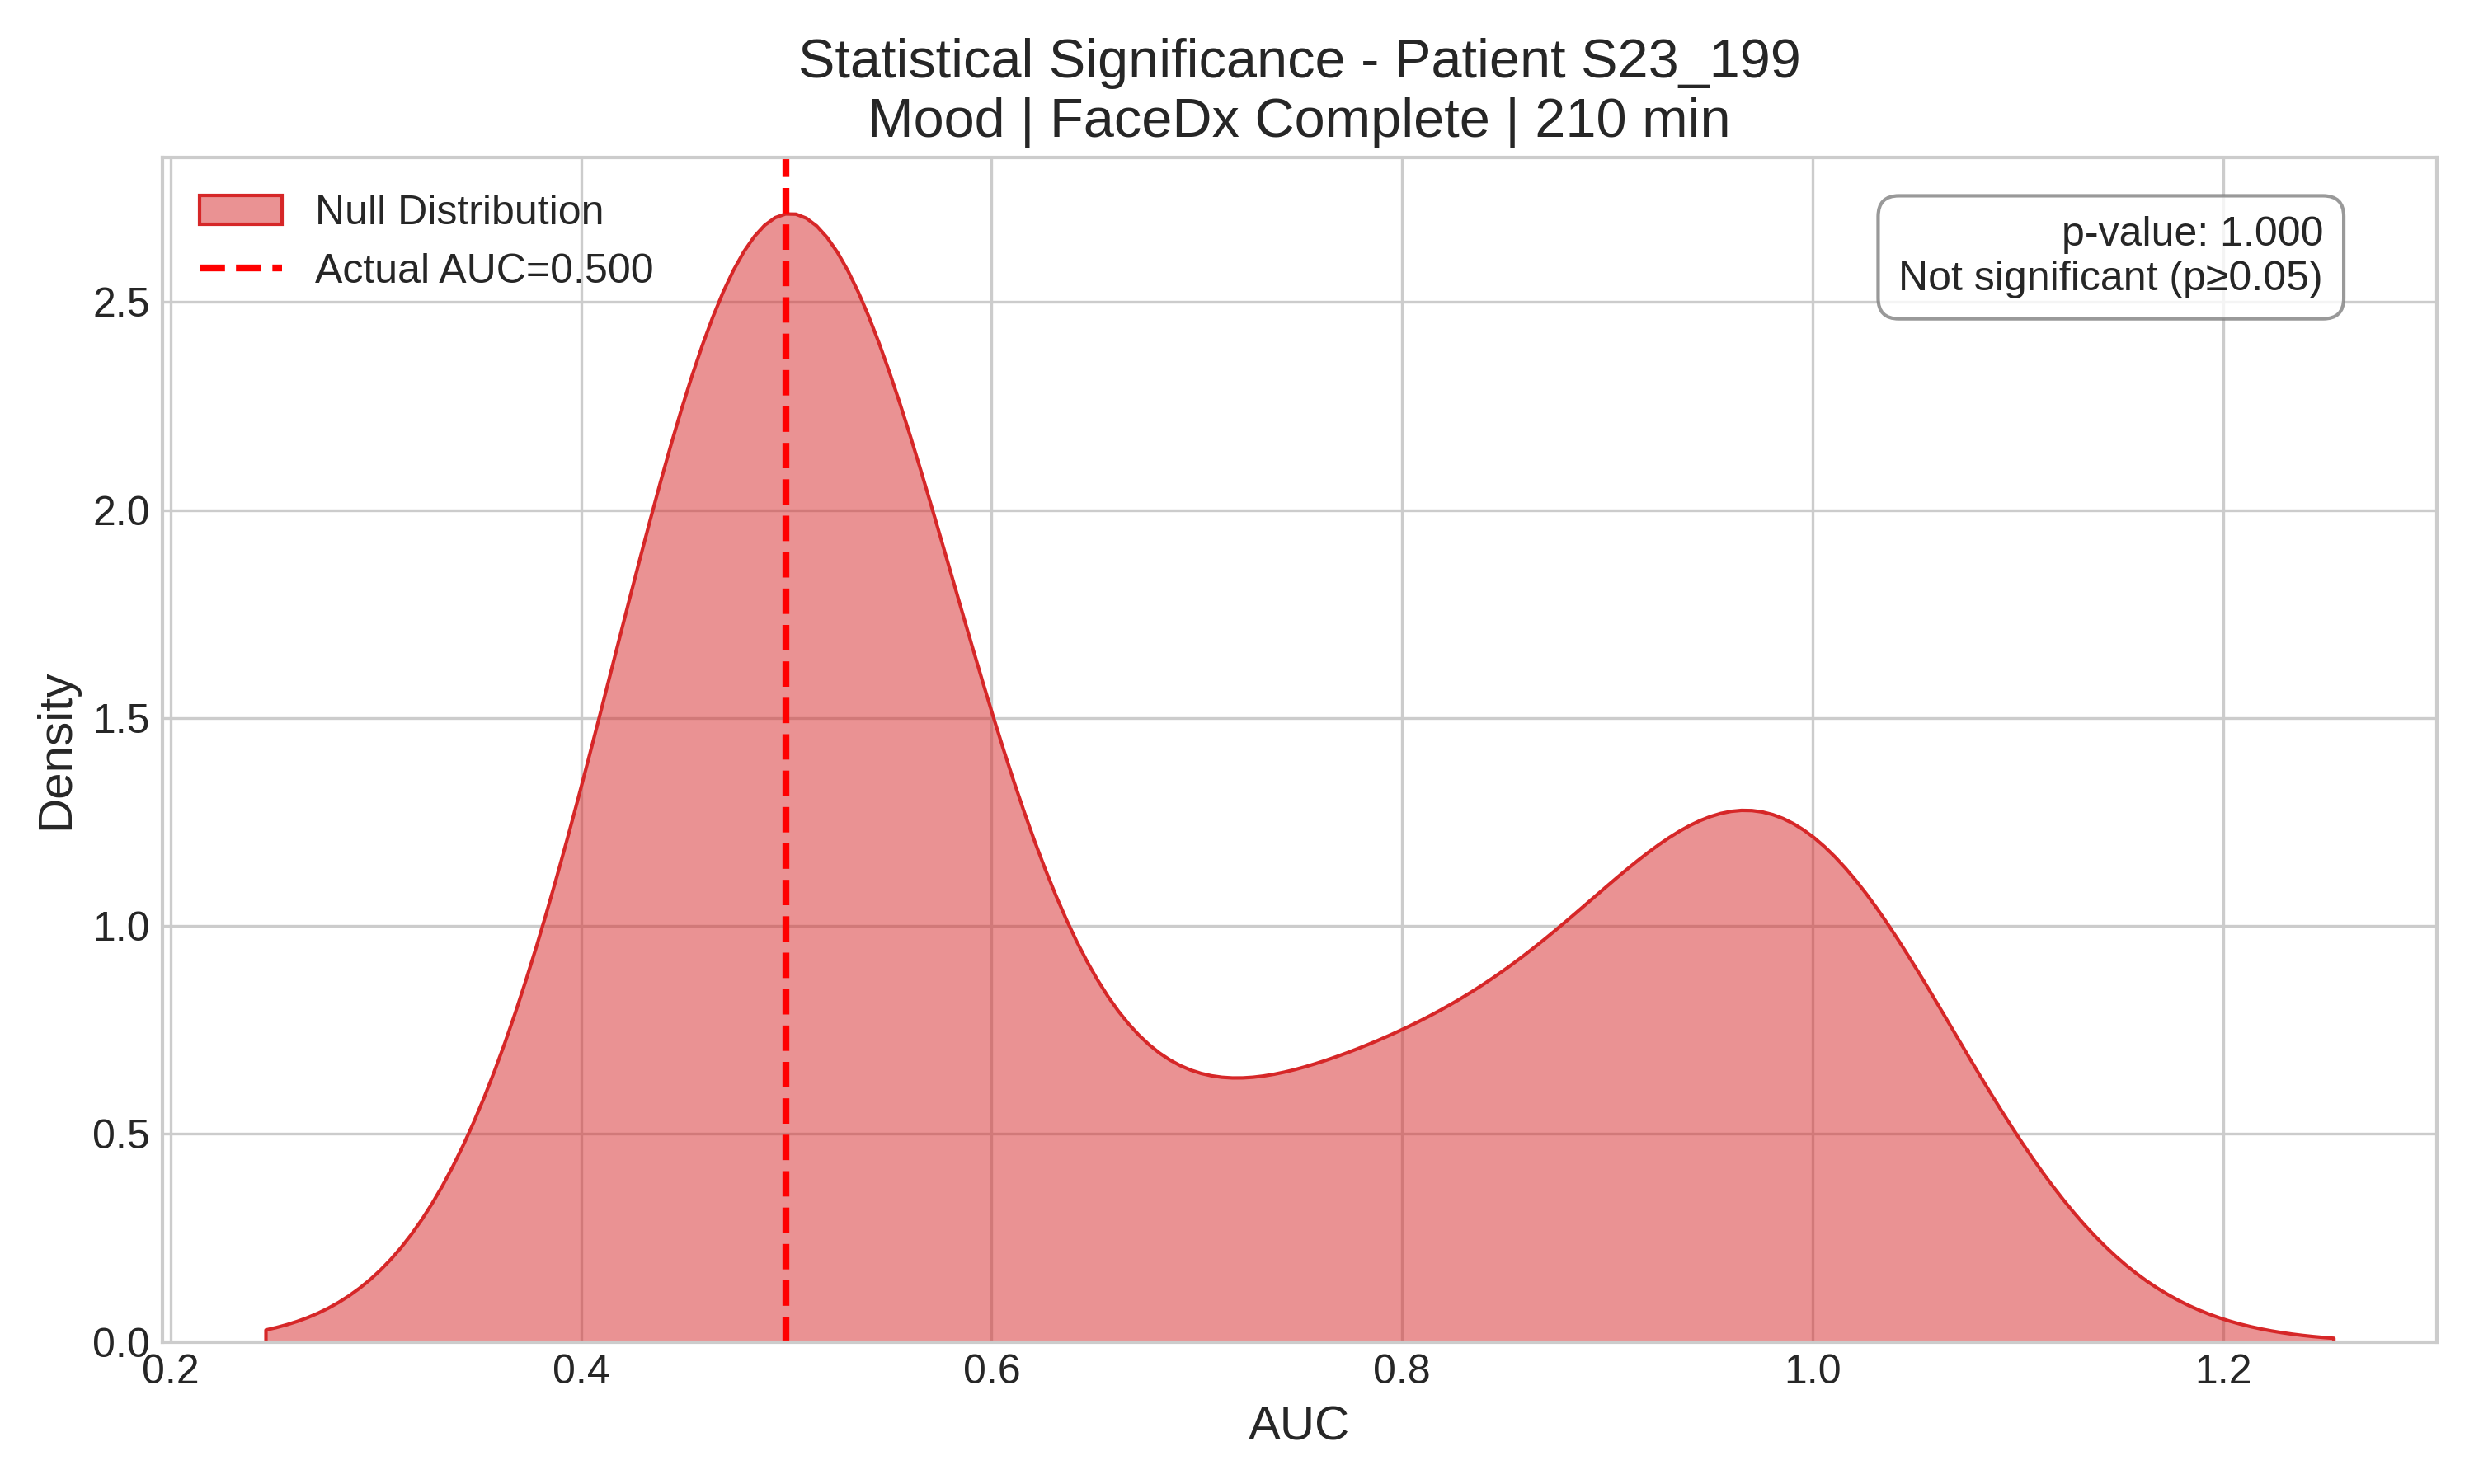 Statistical Significance - Patient S23_199
Mood | FaceDx Complete | 210 min
Null Distribution
Actual AUC=0.500
p-value: 1.000
Not significant (p≥0.05)
Density
2.5
2.0
1.5
1.0
0.5
0.0
0.2
0.4
0.6
0.8
1.0
1.2
AUC